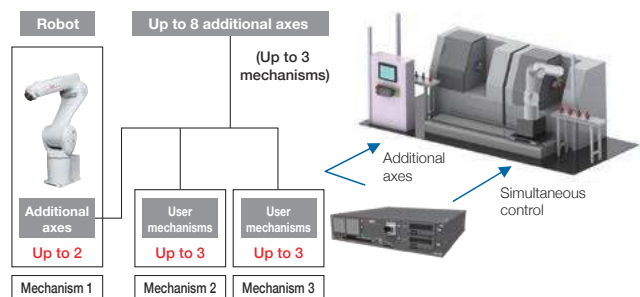 Robot
Up to 8 additional axes
(Up to 3
mechanisms)
Additional
axes
Up to 2
User
mechanisms
Up to 3
User
mechanisms
Up to 3
Mechanism 1
Mechanism 2
Mechanism 3
Additional
axes
Simultaneous
control